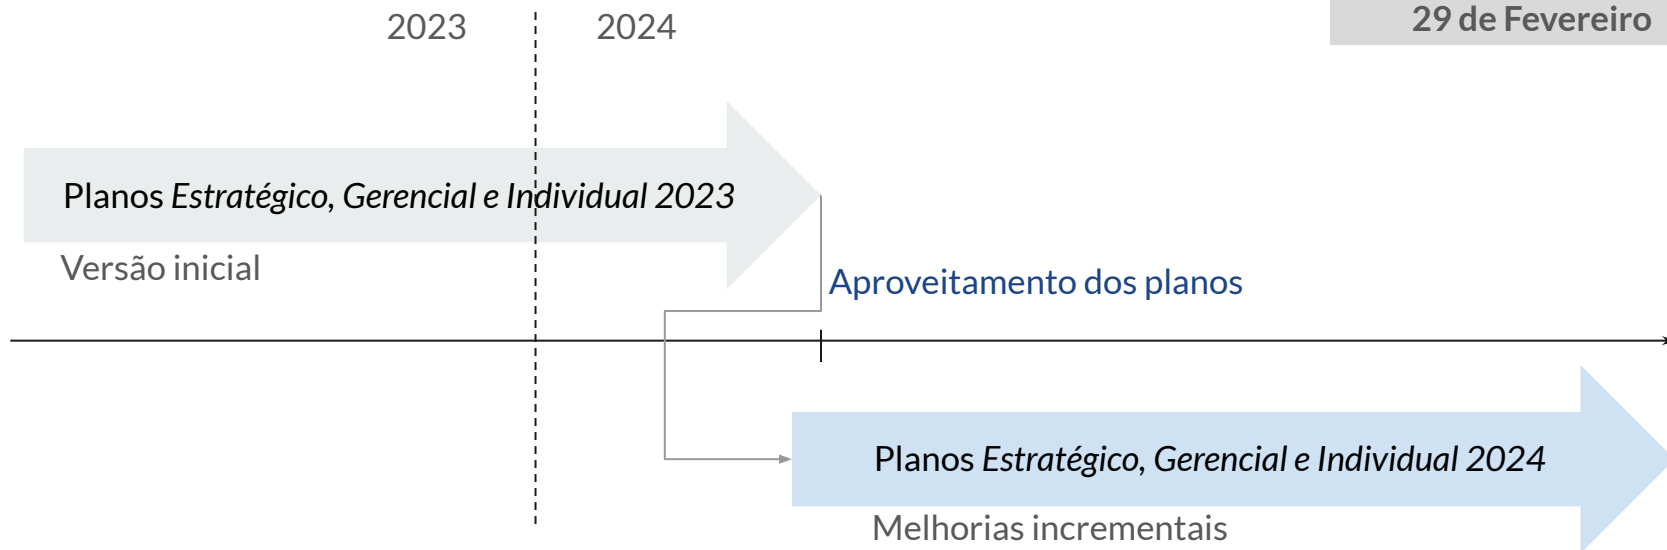 2023
2024
29 de Fevereiro
Planos Estratégico, Gerencial e Individual 2023
Versão inicial
Aproveitamento dos planos
Planos Estratégico, Gerencial e Individual 2024
Melhorias incrementais